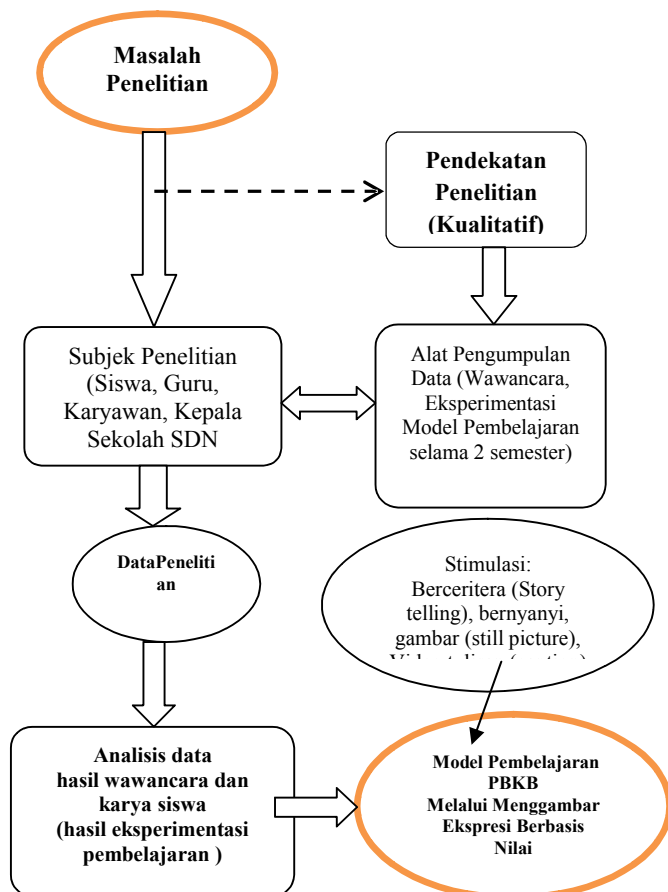 Masalah
Penelitian
Pendekatan
Penelitian
(Kualitatif)
Subjek Penelitian
(Siswa, Guru,
Karyawan, Kepala
Sekolah SDN
Alat Pengumpulan
Data (Wawancara,
Eksperimentasi
Model Pembelajaran
selama 2 semester)
DataPeneliti
an
Stimulasi:
Berceritera (Story
telling), bernyanyi,
gambar (still picture),
Analisis data
hasil wawancara dan
karya siswa
(hasil eksperimentasi
pembelajaran )
Model Pembelajaran
PBKB
Melalui Menggambar
Ekspresi Berbasis
Nilai